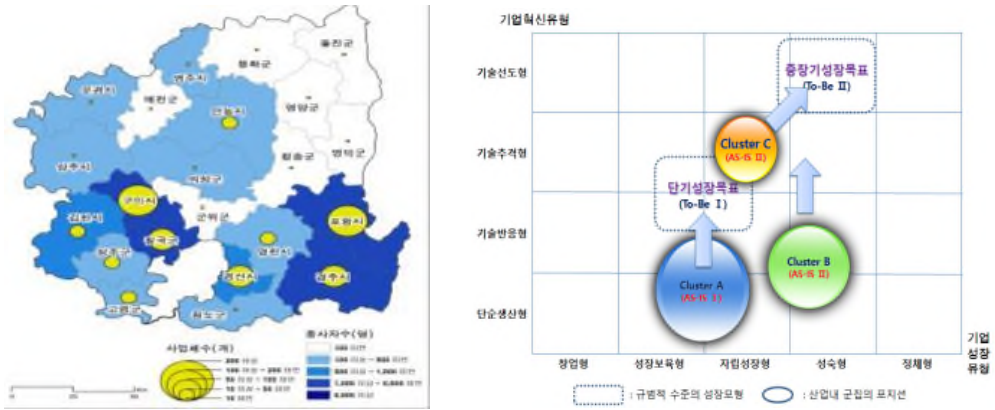 울진군
봉화군
영주시
문경시
예천군
안동시
영양군
영덕군
청송군
상주시
의성군
구미시
군위군
포항시
김천시
칠곡군
영천시
성주군
경산시
경주시
고령군
청도군
사업체수(개)
종사자수(명)
기업혁신유형
기술선도형
기술추격형
기술반응형
단순생산형
중장기성장목표
(To-Be II)
Cluster C
(AS-IS II)
단기성장목표
(To-Be I)
Cluster B
(AS-IS II)
Cluster A
(AS-IS I)
창업형
성장보육형
자립성장형
성숙형
정체형
기업
성장
유형
: 규범적 수준의 성장모형
: 산업내 군집의 포지션